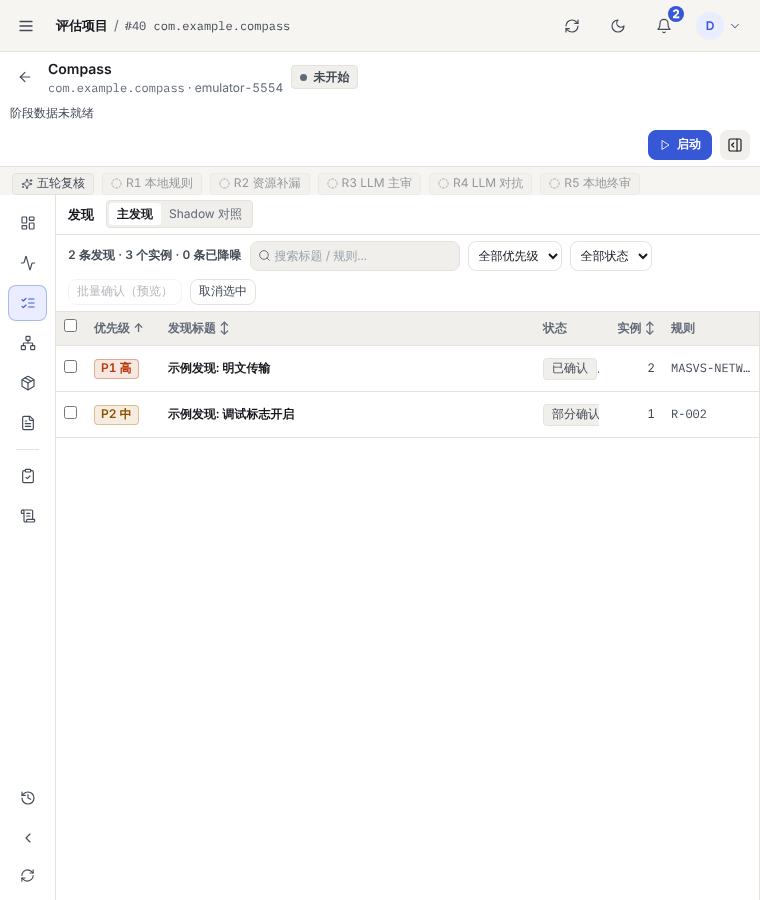 评估项目 / #40 com.example.compass
2
D
Compass
com.example.compass · emulator-5554
未开始
阶段数据未就绪
启动
五轮复核 R1 本地规则 R2 资源补漏 R3 LLM 主审 R4 LLM 对抗 R5 本地终审
发现 主发现 Shadow 对照
2 条发现 · 3 个实例 · 0 条已降噪 搜索标题 / 规则... 全部优先级 全部状态
批量确认（预览） 取消选中
优先级 ↑ 发现标题 状态 实例 规则
P1 高 示例发现: 明文传输 已确认 2 MASVS-NETW…
P2 中 示例发现: 调试标志开启 部分确认 1 R-002